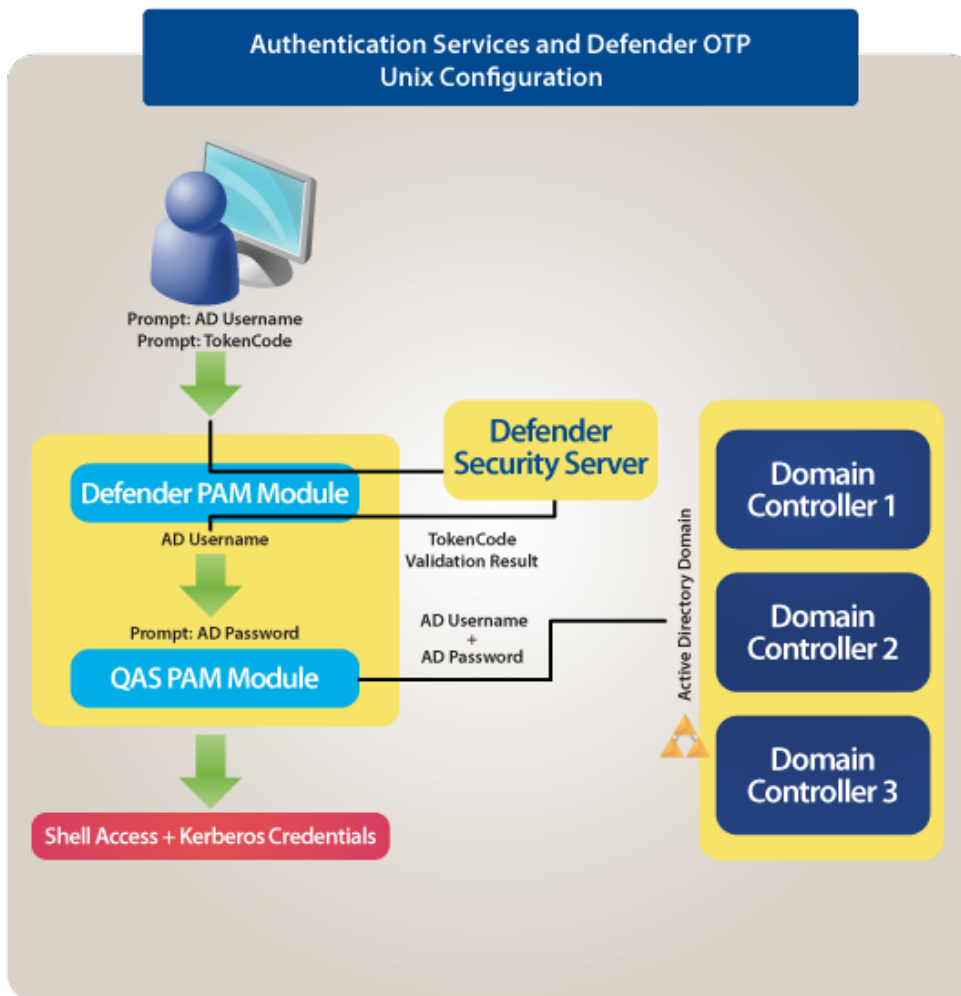 Authentication Services and Defender OTP
Unix Configuration
Prompt: AD Username
Prompt: TokenCode
Defender
Security Server
Defender PAM Module
AD Username
TokenCode
Validation Result
Prompt: AD Password
AD Username
+
AD Password
QAS PAM Module
Shell Access + Kerberos Credentials
Active Directory Domain
Domain
Controller 1
Domain
Controller 2
Domain
Controller 3